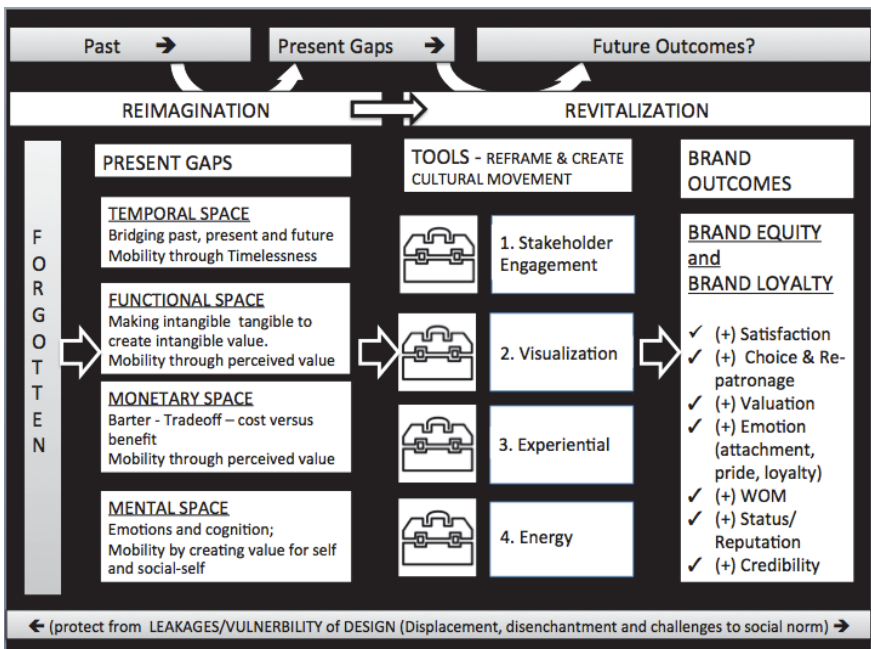 Past ➔
Present Gaps ➔
Future Outcomes?
REIMAGINATION
REVITALIZATION
F
O
R
G
O
T
T
E
N
PRESENT GAPS
TEMPORAL SPACE
Bridging past, present and future
Mobility through Timelessness
FUNCTIONAL SPACE
Making intangible tangible to
create intangible value.
Mobility through perceived value
MONETARY SPACE
Barter - Tradeoff – cost versus
benefit
Mobility through perceived value
MENTAL SPACE
Emotions and cognition;
Mobility by creating value for self
and social-self
TOOLS - REFRAME & CREATE
CULTURAL MOVEMENT
1. Stakeholder
Engagement
2. Visualization
3. Experiential
4. Energy
BRAND
OUTCOMES
BRAND EQUITY
and
BRAND LOYALTY
✓ (+) Satisfaction
✓ (+) Choice & Re-
patronage
✓ (+) Valuation
✓ (+) Emotion
(attachment,
pride, loyalty)
✓ (+) WOM
✓ (+) Status/
Reputation
✓ (+) Credibility
← (protect from LEAKAGES/VULNERBILITY of DESIGN (Displacement, disenchantment and challenges to social norm) ➔